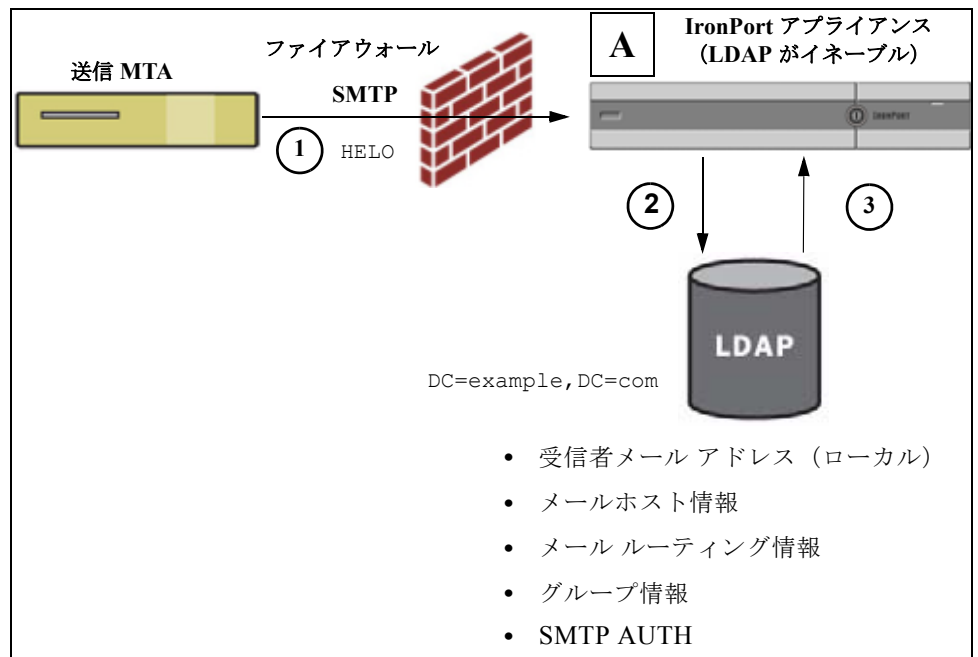 送信 MTA
ファイアウォール
SMTP
1
HELO
A
IronPort アプライアンス
(LDAP がイネーブル)
IRONPORT
2
3
LDAP
DC=example,DC=com
• 受信者メール アドレス（ローカル）
• メールホスト情報
• メール ルーティング情報
• グループ情報
• SMTP AUTH